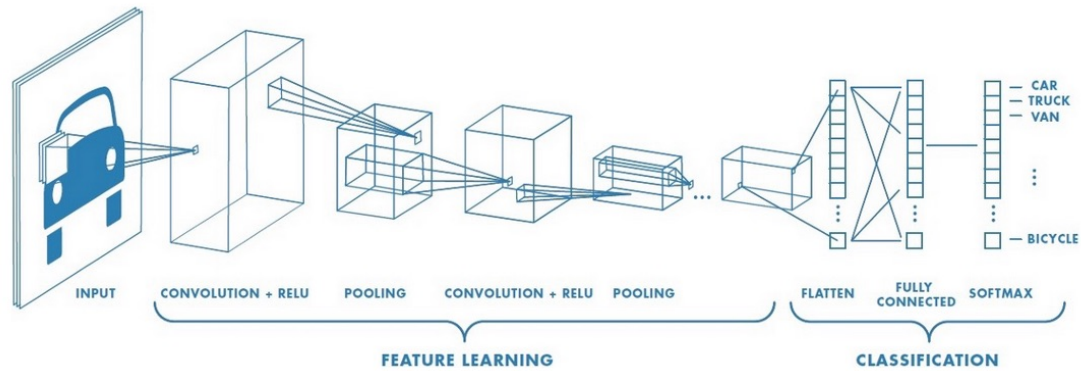 CAR
TRUCK
VAN
BICYCLE
INPUT
CONVOLUTION + RELU
POOLING
CONVOLUTION + RELU
POOLING
FLATTEN
FULLY
CONNECTED
SOFTMAX
FEATURE LEARNING
CLASSIFICATION